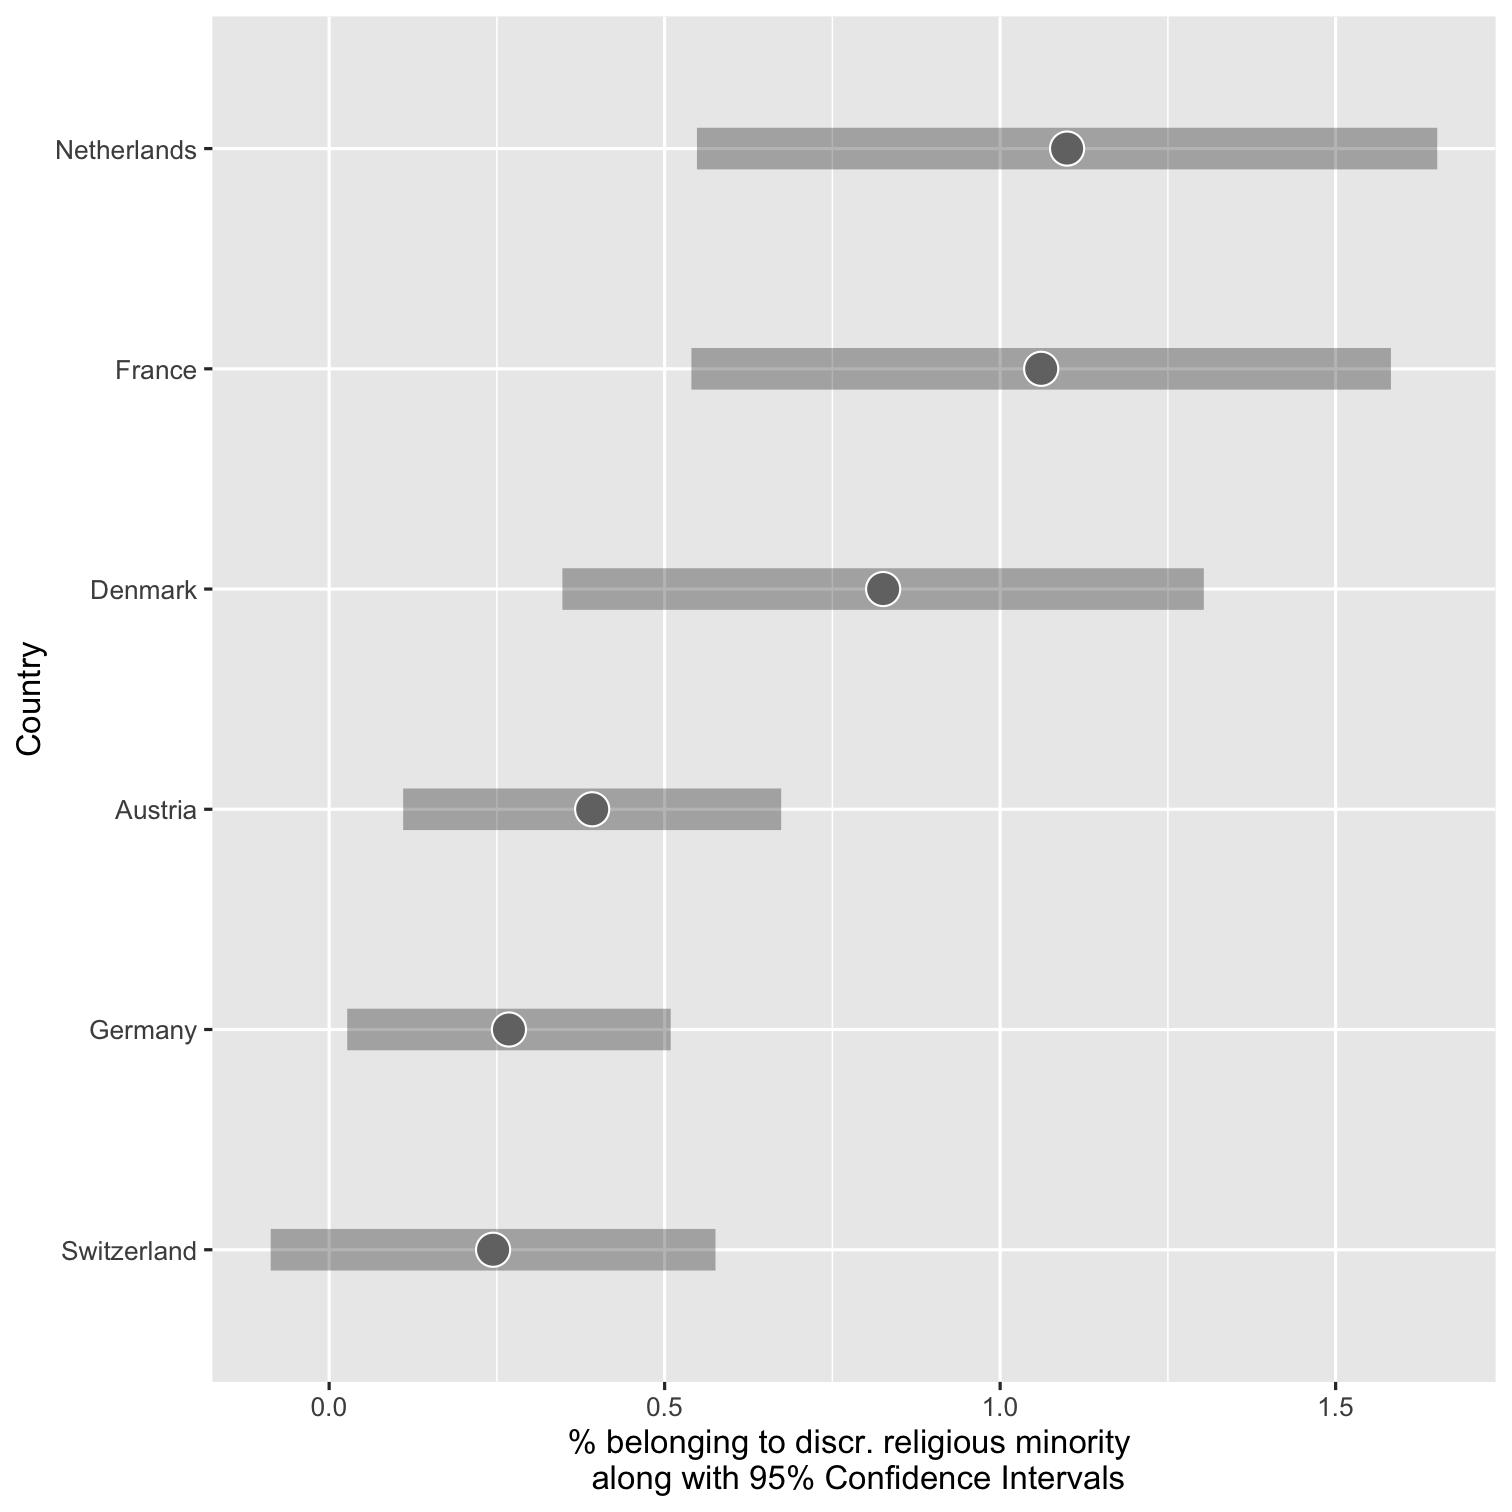 Netherlands
France
Denmark
Austria
Germany
Switzerland
Country
0.0 0.5 1.0 1.5
% belonging to discr. religious minority
along with 95% Confidence Intervals